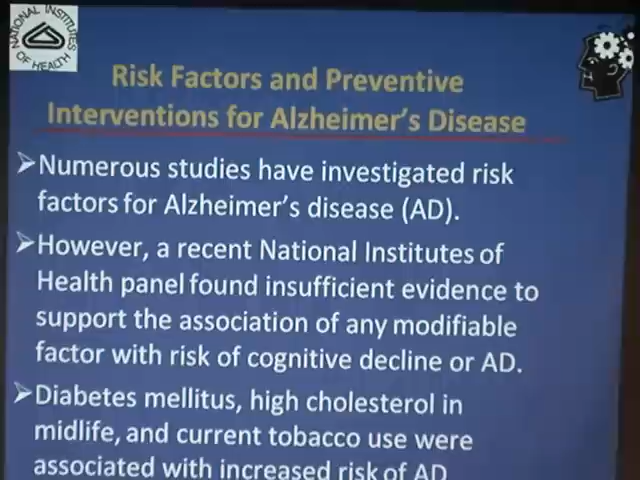 NATIONAL INSTITUTES
OF HEALTH
Risk Factors and Preventive
Interventions for Alzheimer's Disease
➢Numerous studies have investigated risk
factors for Alzheimer's disease (AD).
➢However, a recent National Institutes of
Health panel found insufficient evidence to
support the association of any modifiable
factor with risk of cognitive decline or AD.
➢Diabetes mellitus, high cholesterol in
midlife, and current tobacco use were
associated with increased risk of AD